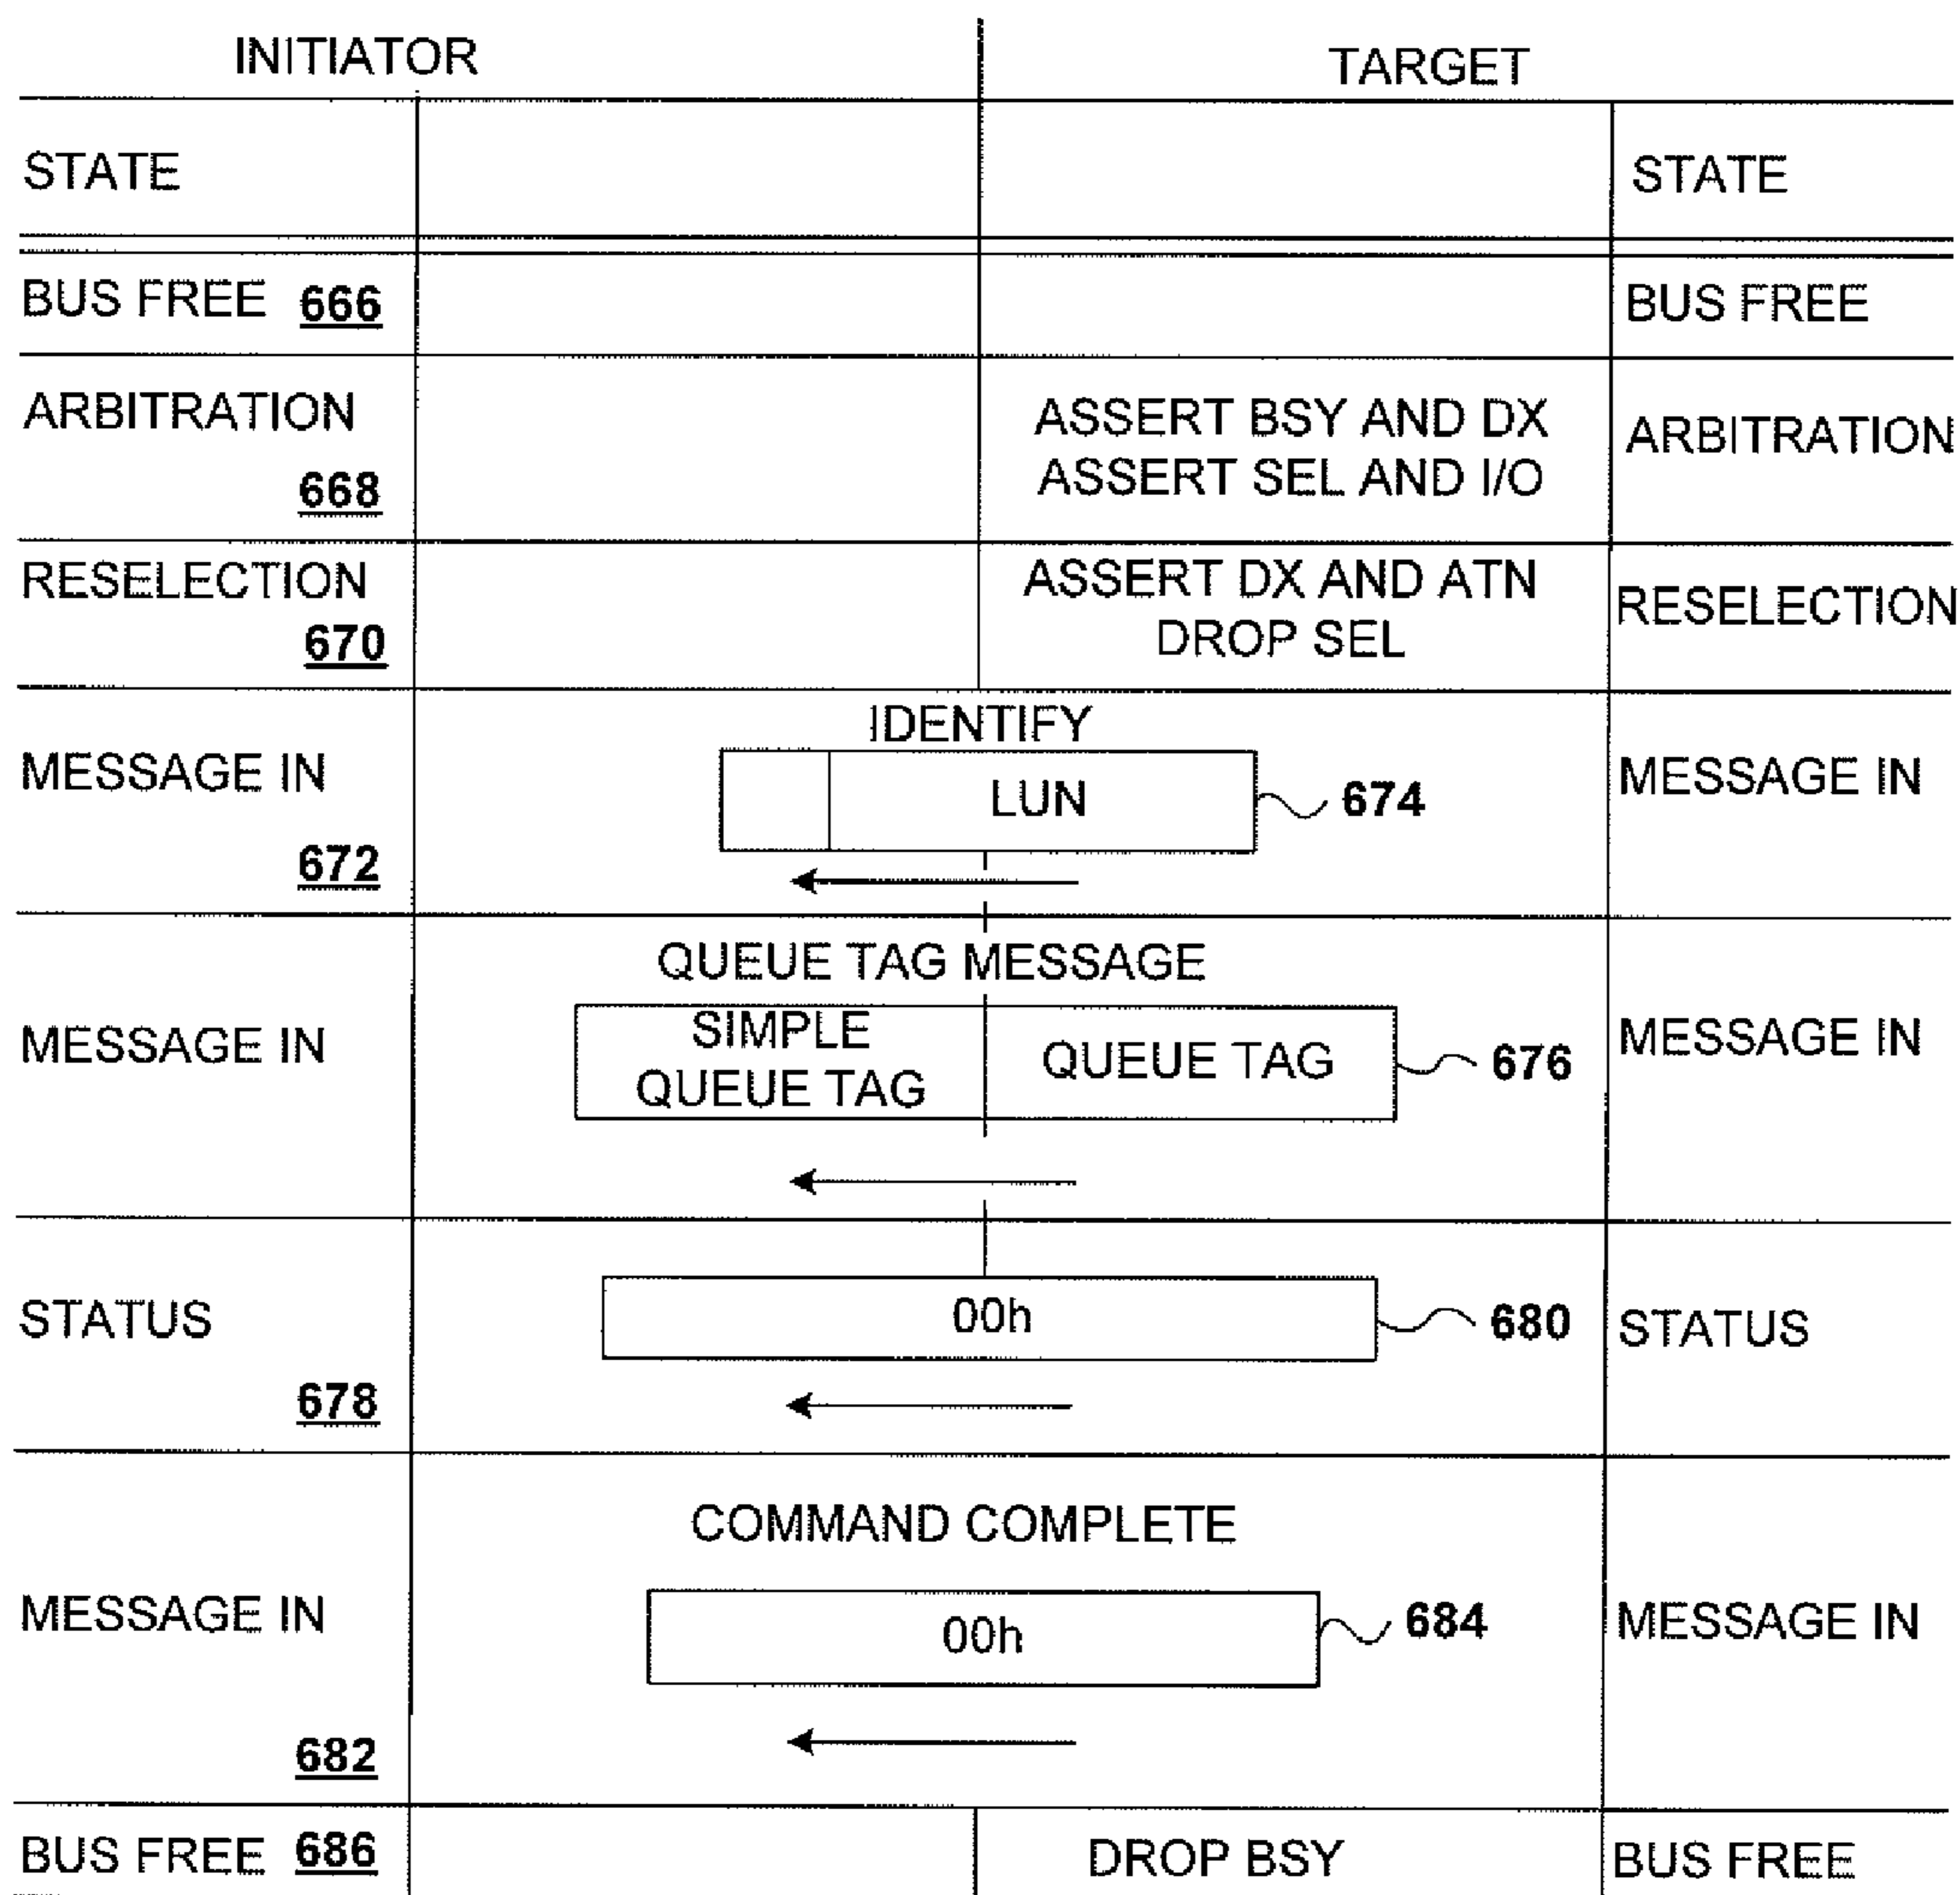 INITIATOR
TARGET
STATE
STATE
BUS FREE 666
BUS FREE
ARBITRATION
668
ASSERT BSY AND DX
ASSERT SEL AND I/O
ARBITRATION
RESELECTION
670
ASSERT DX AND ATN
DROP SEL
RESELECTION
MESSAGE IN
672
IDENTIFY
LUN
674
MESSAGE IN
MESSAGE IN
QUEUE TAG MESSAGE
SIMPLE
QUEUE TAG
QUEUE TAG
676
MESSAGE IN
STATUS
678
00h
680
STATUS
MESSAGE IN
682
COMMAND COMPLETE
00h
684
MESSAGE IN
BUS FREE 686
DROP BSY
BUS FREE